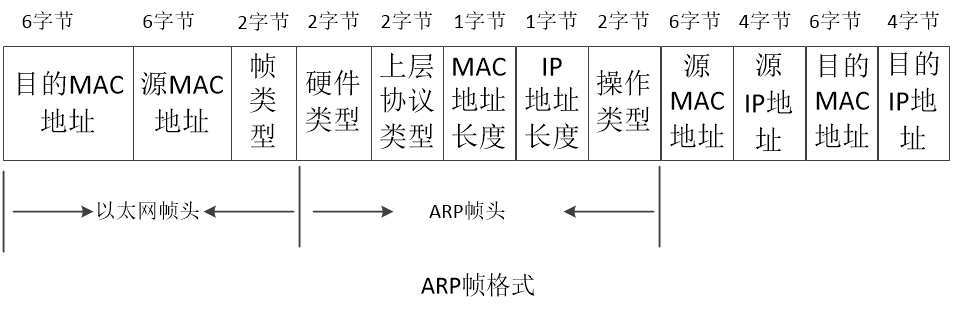 6字节 6字节 2字节 2字节 2字节 1字节 1字节 2字节 6字节 4字节 6字节 4字节
目的MAC
地址
源MAC
地址
帧
类
型
硬件
类型
上层
协议
类型
MAC
地址
长度
IP
地址
长度
操作
类型
源
MAC
地址
源
IP地
址
目的
MAC
地址
目的
IP地
址
以太网帧头
ARP帧头
ARP帧格式